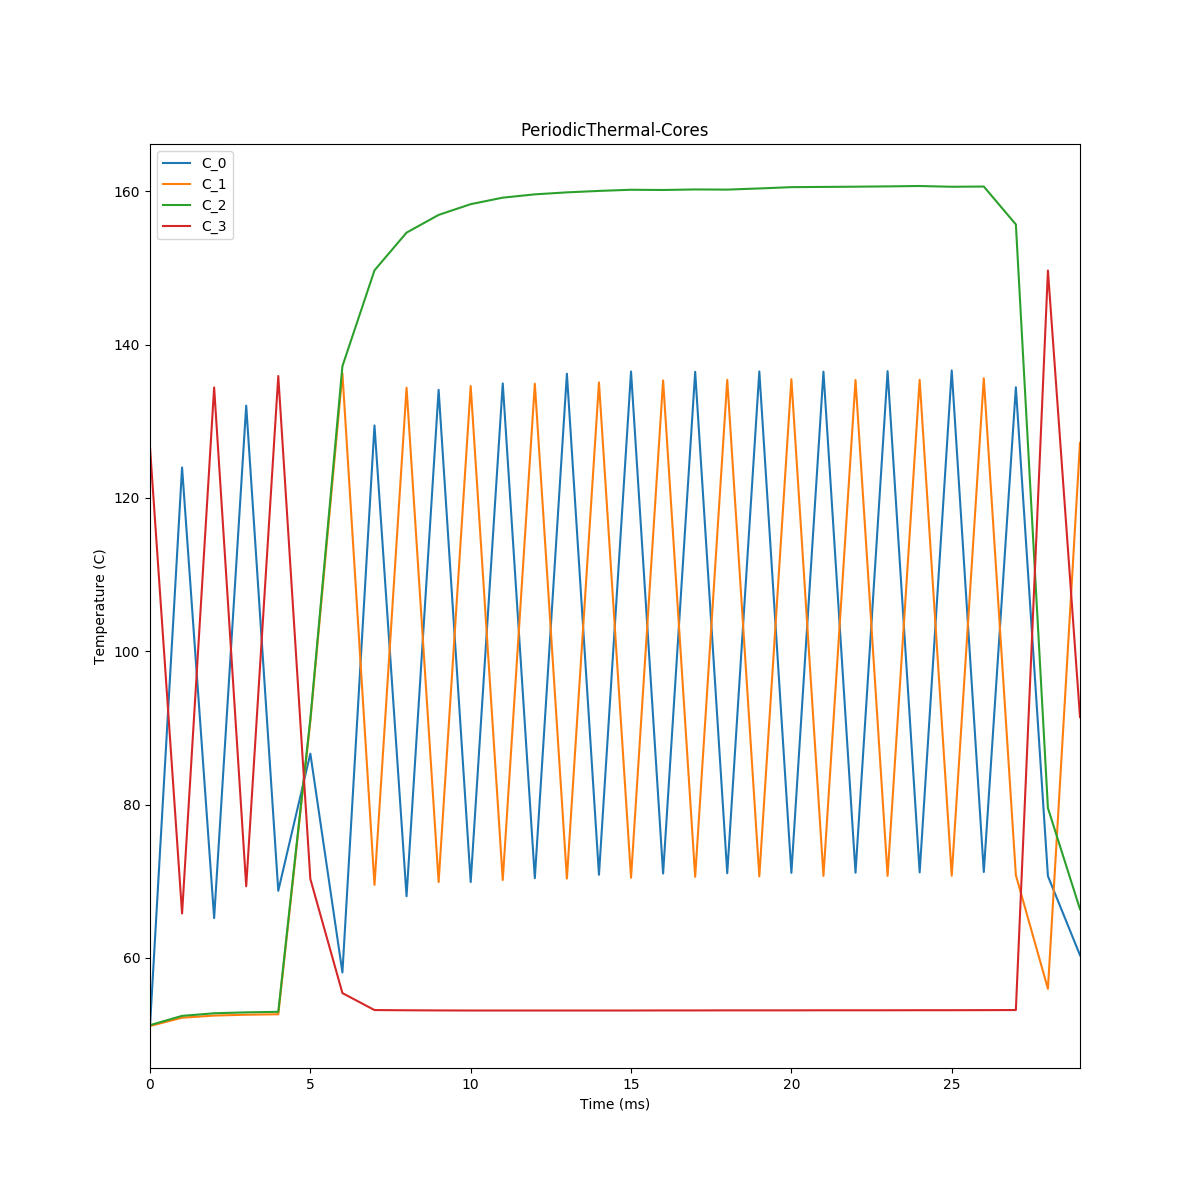 PeriodicThermal-Cores
C_0
C_1
C_2
C_3
160
140
120
100
80
60
Temperature (C)
0 5 10 15 20 25
Time (ms)